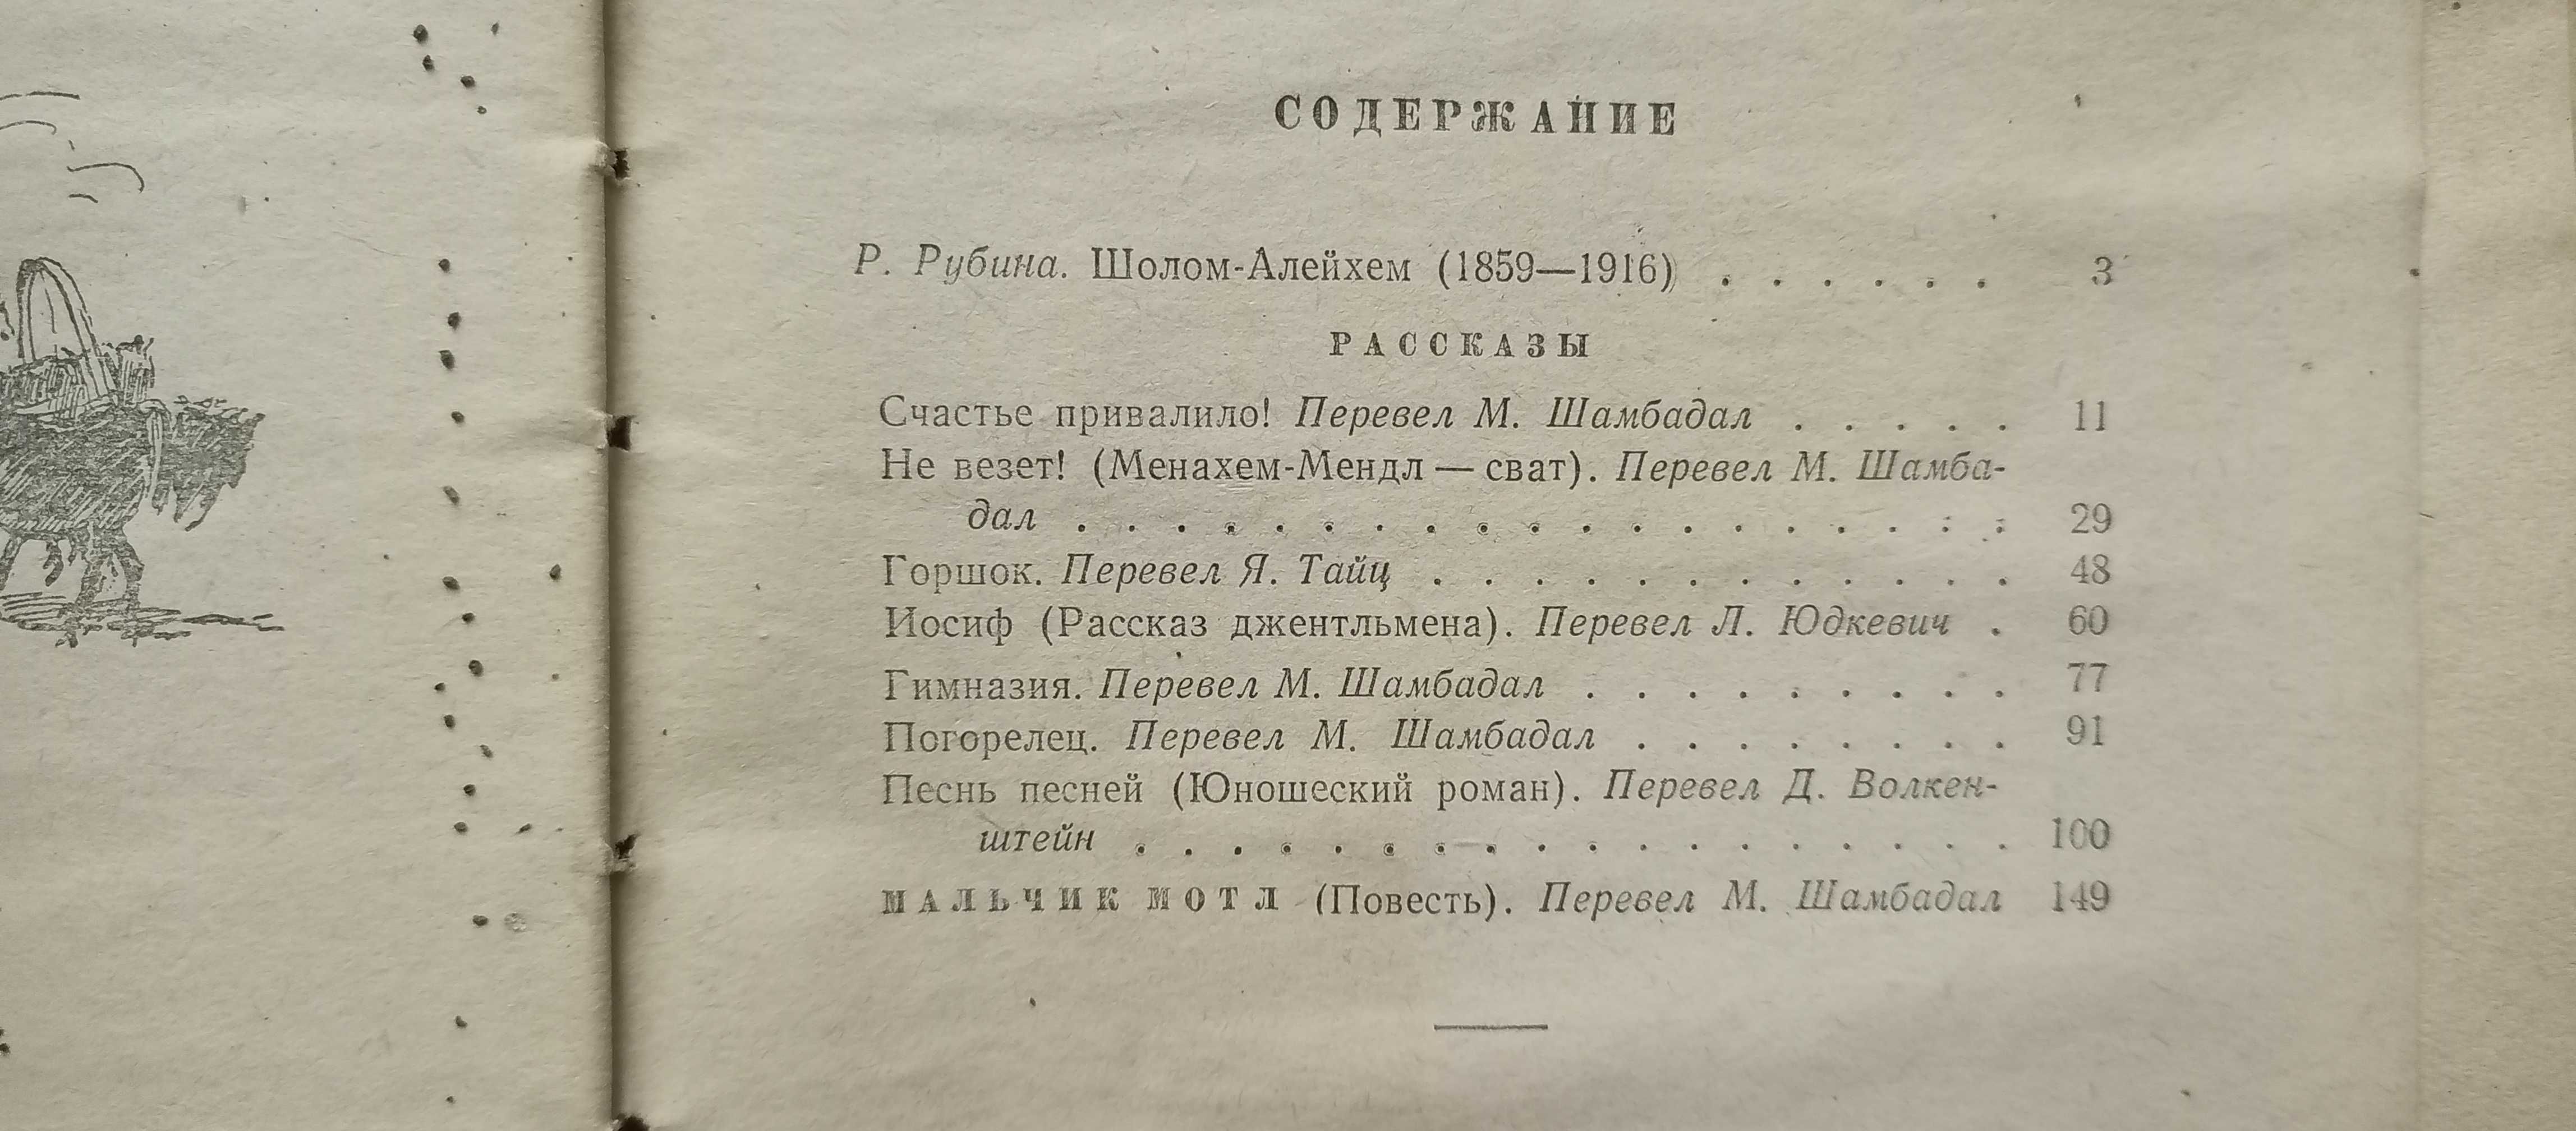 СОДЕРЖАНИЕ
Р. Рубина. Шолом-Алейхем (1859—1916) . . . . . . 3
РАССКАЗЫ
Счастье привалило! Перевел М. Шамбадал . . . . . 11
Не везет! (Менахем-Мендл — сват). Перевел М. Шамба-
дал . . . . . . . . . . . . . . . . . . . 29
Горшок. Перевел Я. Тайц . . . . . . . . . . . . 48
Иосиф (Рассказ джентльмена). Перевел Л. Юдкевич . 60
Гимназия. Перевел М. Шамбадал . . . . . . . . . 77
Погорелец. Перевел М. Шамбадал . . . . . . . . 91
Песнь песней (Юношеский роман). Перевел Д. Волкен-
штейн . . . . . . . . . . . . . . . . . . 100
МАЛЬЧИК МОТЛ (Повесть). Перевел М. Шамбадал 149